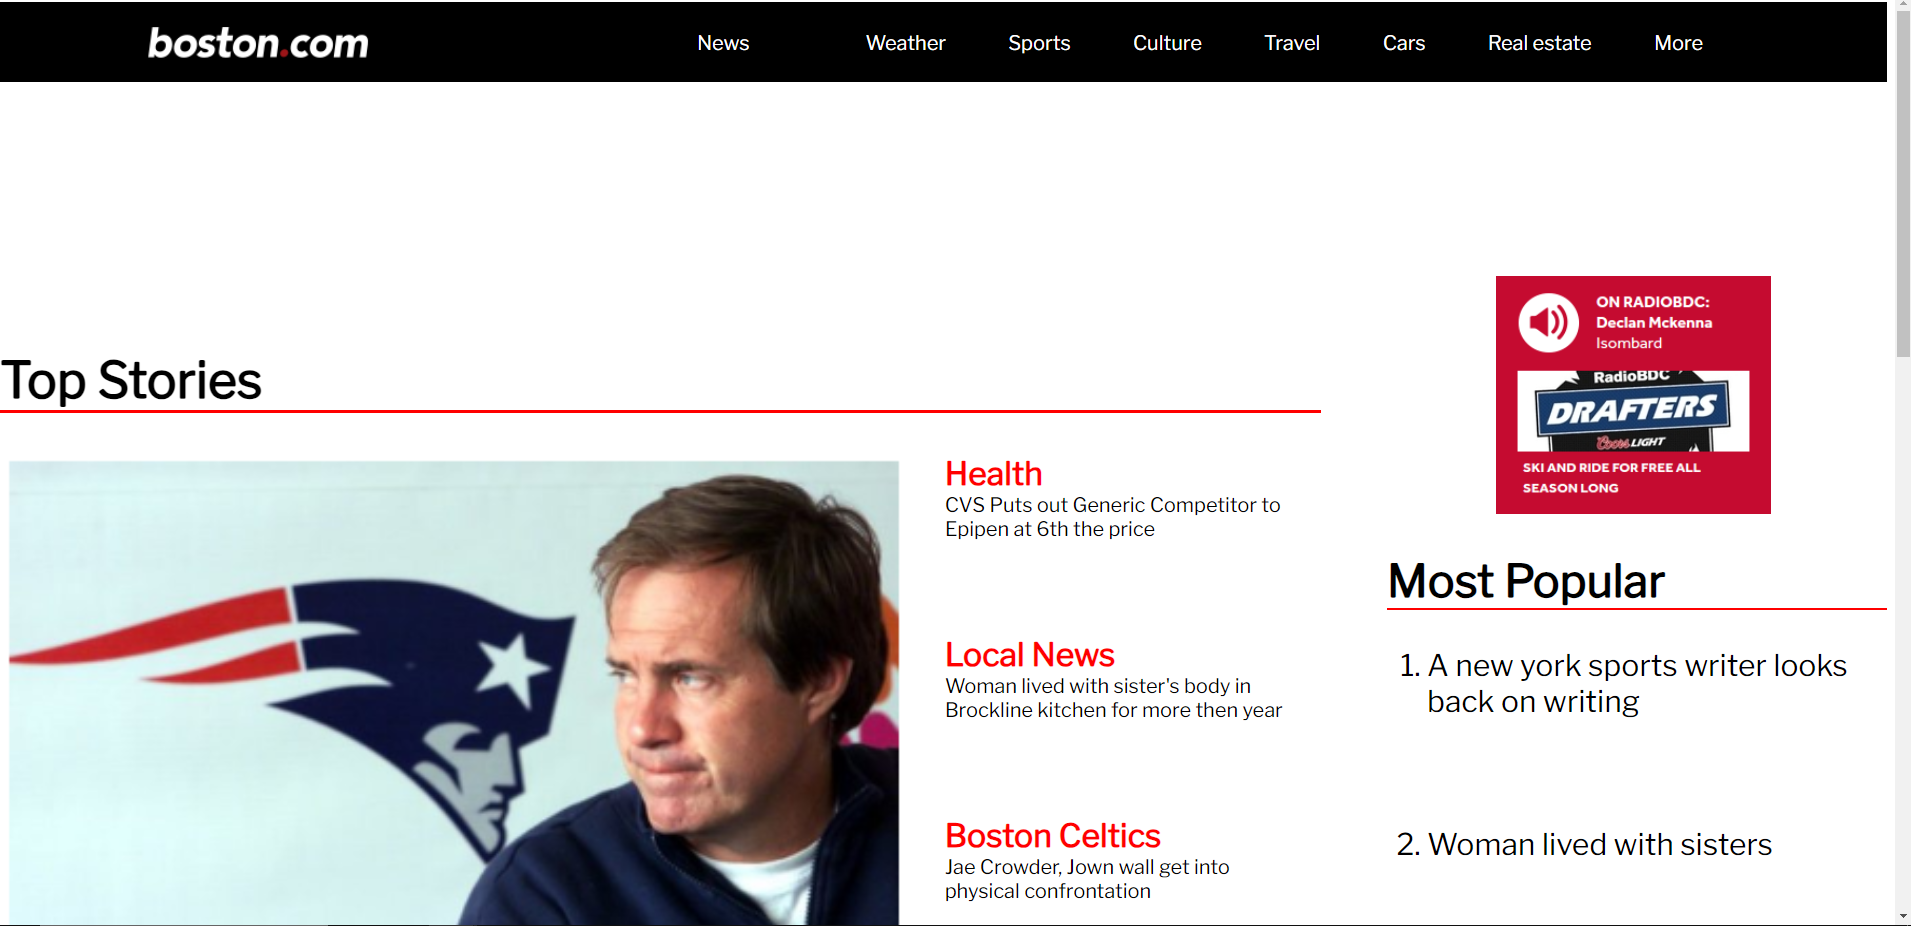 boston.com
News Weather Sports Culture Travel Cars Real estate More
Top Stories
Health
CVS Puts out Generic Competitor to
Epipen at 6th the price
Local News
Woman lived with sister's body in
Brockline kitchen for more then year
Boston Celtics
Jae Crowder, Jown wall get into
physical confrontation
ON RADIOBDC:
Declan Mckenna
Isombard
RadioBDC
DRAFTERS
Coors LIGHT
SKI AND RIDE FOR FREE ALL
SEASON LONG
Most Popular
1. A new york sports writer looks
back on writing
2. Woman lived with sisters